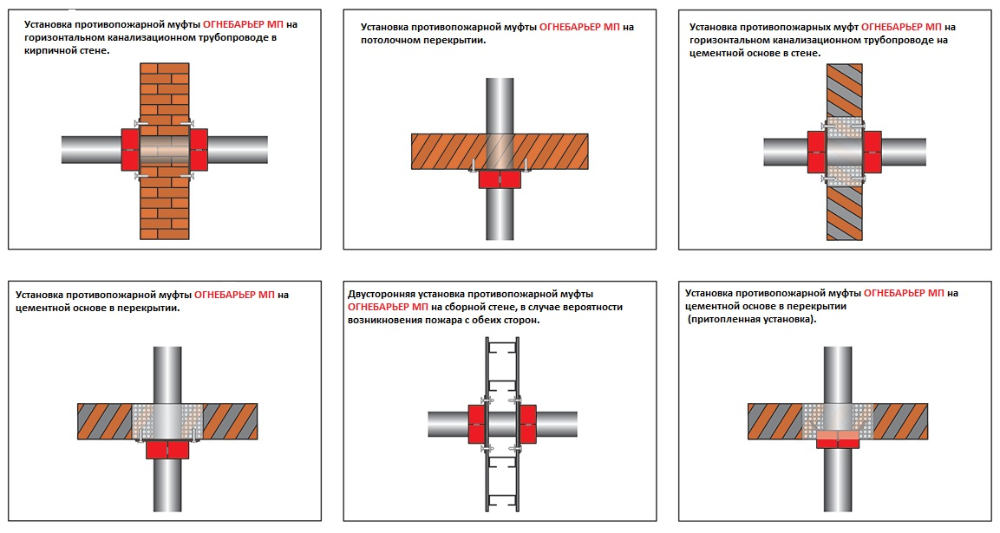 Установка противопожарной муфты ОГНЕБАРЬЕР МП на
горизонтальном канализационном трубопроводе в
кирпичной стене.
Установка противопожарной муфты ОГНЕБАРЬЕР МП на
потолочном перекрытии.
Установка противопожарных муфт ОГНЕБАРЬЕР МП на
горизонтальном канализационном трубопроводе на
цементной основе в стене.
Установка противопожарной муфты ОГНЕБАРЬЕР МП на
цементной основе в перекрытии.
Двусторонняя установка противопожарной муфты
ОГНЕБАРЬЕР МП на сборной стене, в случае вероятности
возникновения пожара с обеих сторон.
Установка противопожарной муфты ОГНЕБАРЬЕР МП на
цементной основе в перекрытии
(притопленная установка).